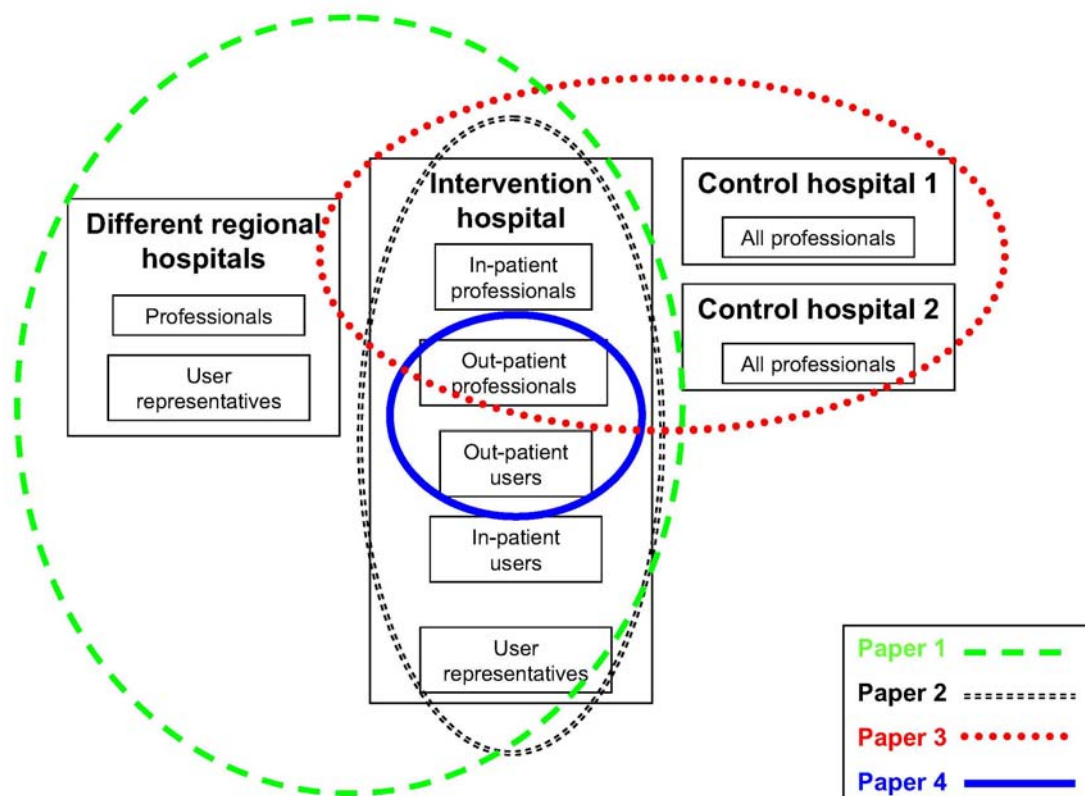 Different regional
hospitals
Professionals
User
representatives
Intervention
hospital
In-patient
professionals
Out-patient
professionals
Out-patient
users
In-patient
users
User
representatives
Control hospital 1
All professionals
Control hospital 2
All professionals
Paper 1
Paper 2
Paper 3
Paper 4